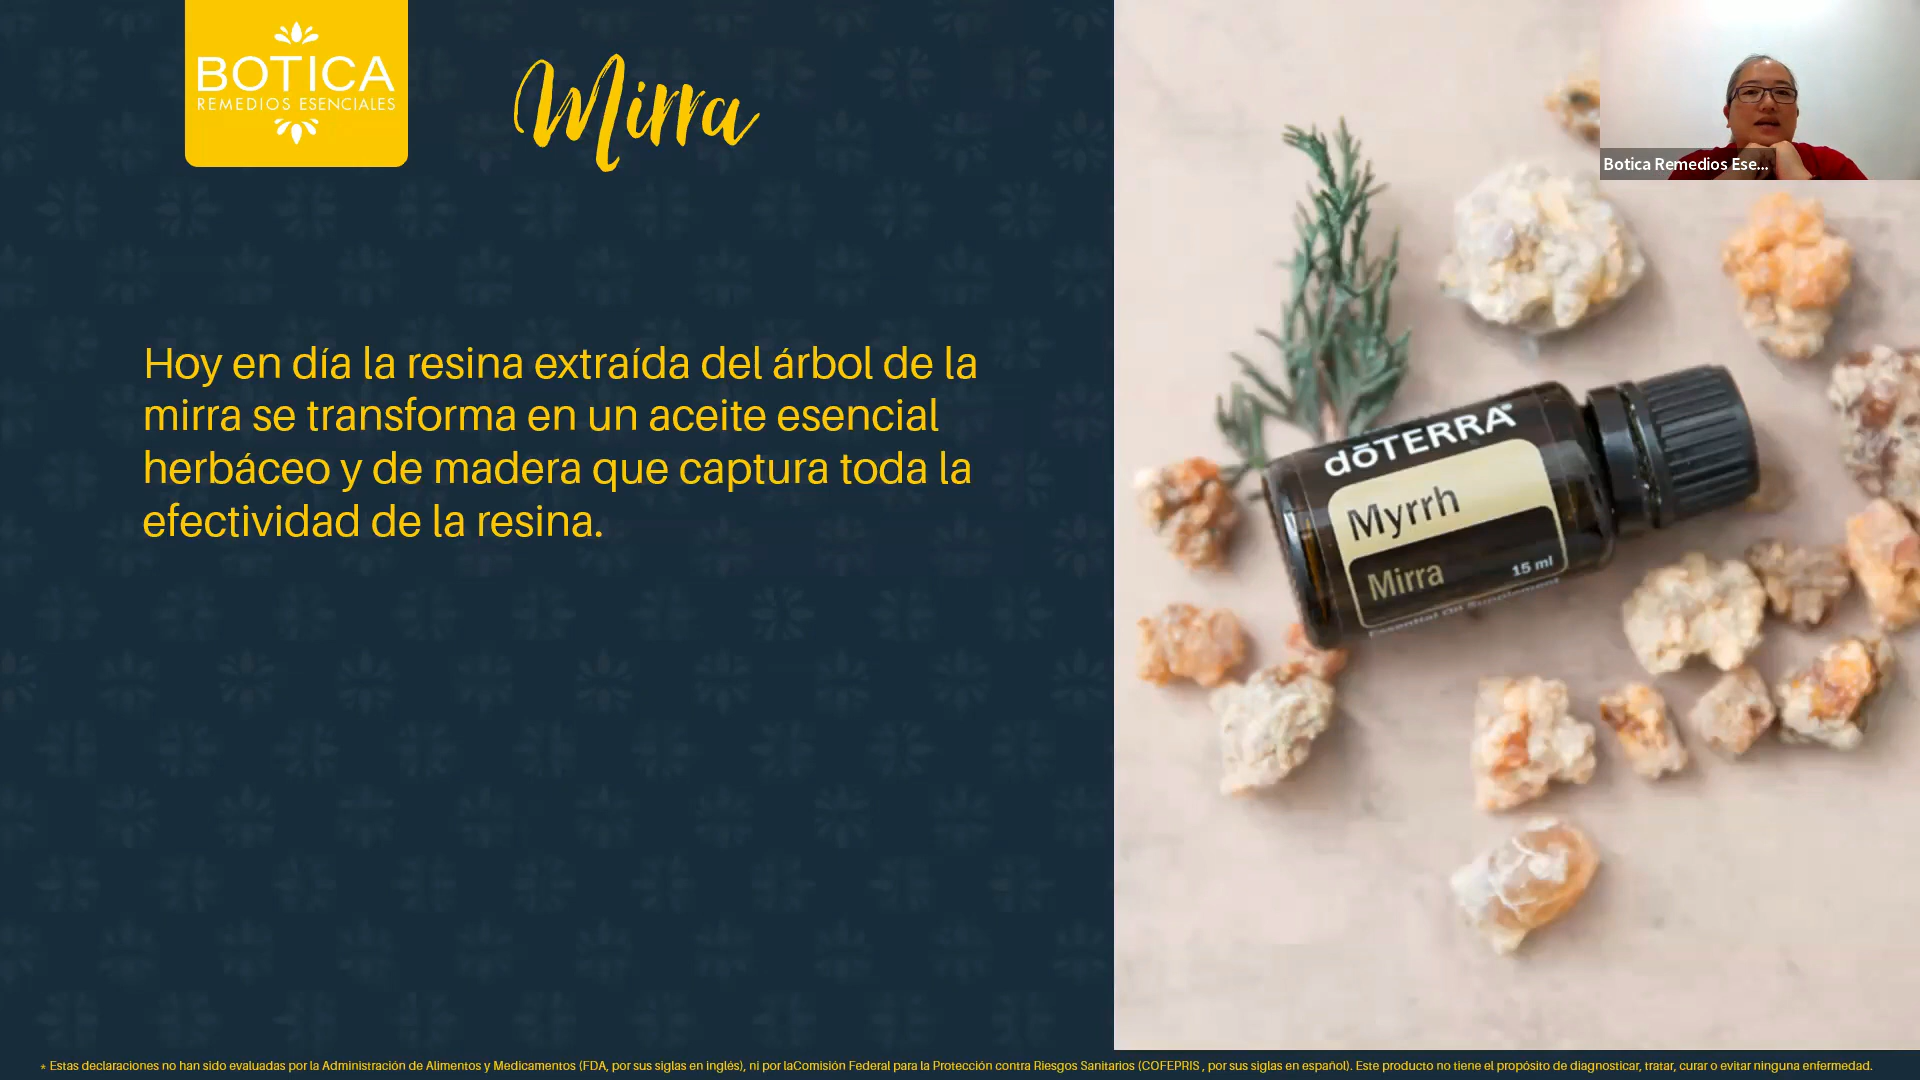 BOTICA
REMEDIOS ESENCIALES
Mirra
Hoy en día la resina extraída del árbol de la
mirra se transforma en un aceite esencial
herbáceo y de madera que captura toda la
efectividad de la resina.
dōTERRA®
Myrrh
Mirra
15 ml
Essential Oil Supplement
Botica Remedios Ese...
* Estas declaraciones no han sido evaluadas por la Administración de Alimentos y Medicamentos (FDA, por sus siglas en inglés), ni por laComisión Federal para la Protección contra Riesgos Sanitarios (COFEPRIS , por sus siglas en español). Este producto no tiene el propósito de diagnosticar, tratar, curar o evitar ninguna enfermedad.